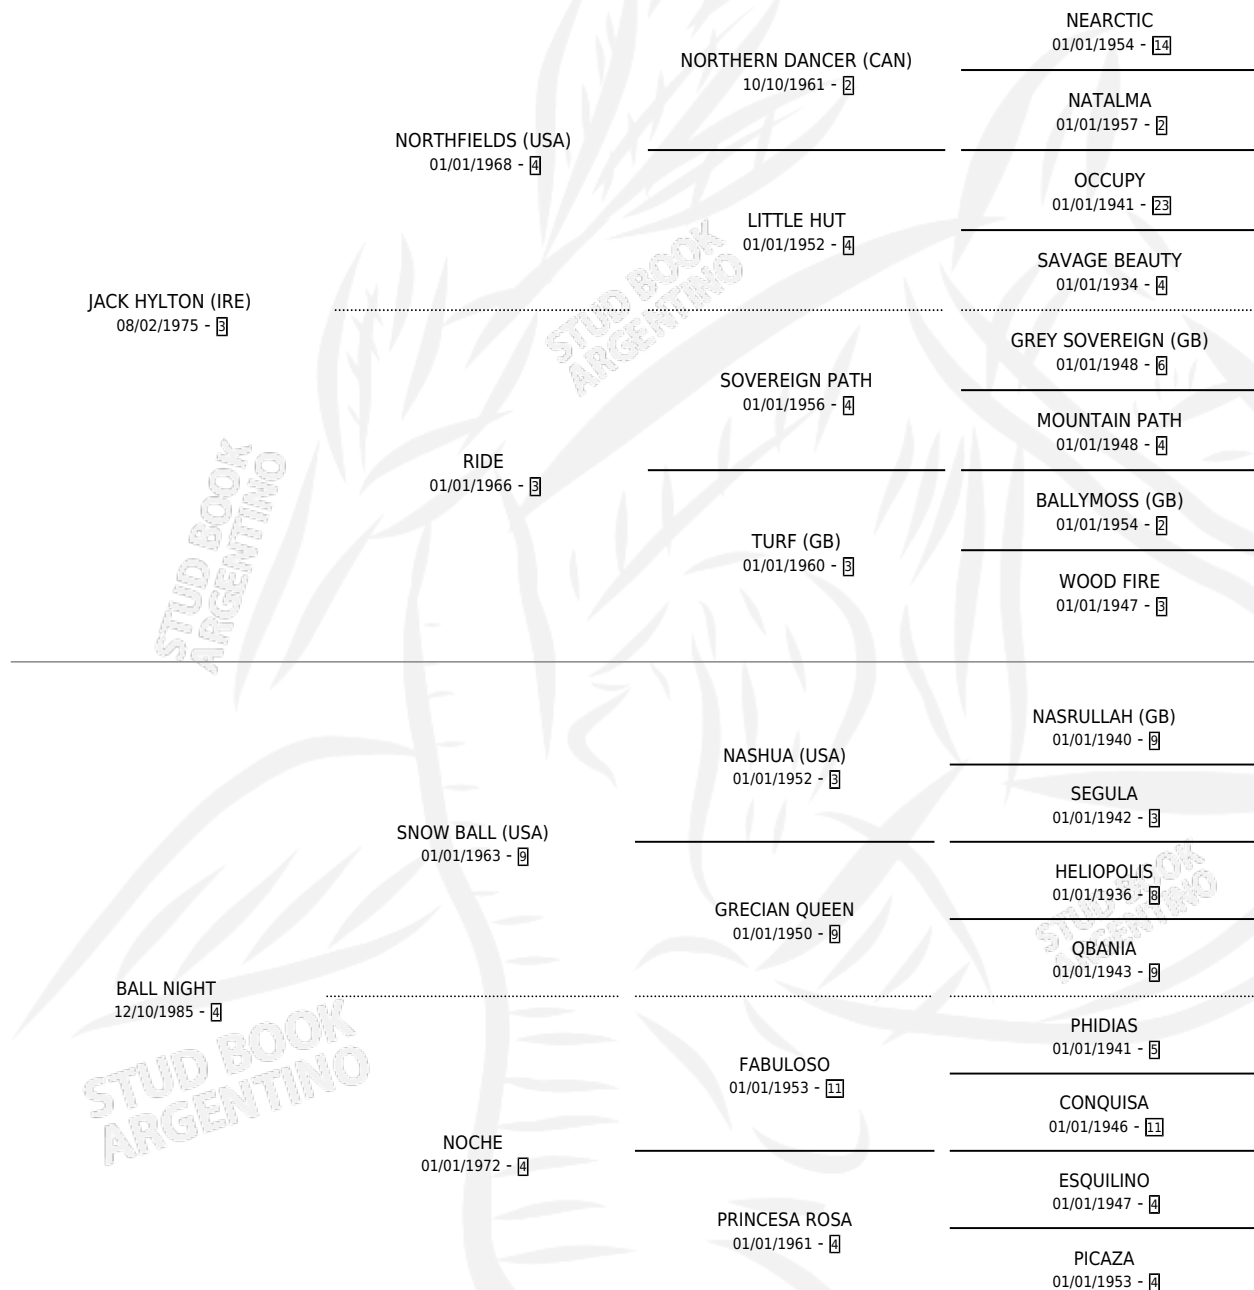 NEARCTIC
01/01/1954 - 14
NORTHERN DANCER (CAN)
10/10/1961 - 2
NATALMA
01/01/1957 - 2
NORTHFIELDS (USA)
01/01/1968 - 4
OCCUPY
01/01/1941 - 23
LITTLE HUT
01/01/1952 - 4
SAVAGE BEAUTY
01/01/1934 - 4
JACK HYLTON (IRE)
08/02/1975 - 3
GREY SOVEREIGN (GB)
01/01/1948 - 6
SOVEREIGN PATH
01/01/1956 - 4
MOUNTAIN PATH
01/01/1948 - 4
RIDE
01/01/1966 - 3
BALLYMOSS (GB)
01/01/1954 - 2
TURF (GB)
01/01/1960 - 3
WOOD FIRE
01/01/1947 - 3
NASRULLAH (GB)
01/01/1940 - 9
NASHUA (USA)
01/01/1952 - 3
SEGULA
01/01/1942 - 3
SNOW BALL (USA)
01/01/1963 - 9
HELIOPOLIS
01/01/1936 - 8
GRECIAN QUEEN
01/01/1950 - 9
QBANIA
01/01/1943 - 9
BALL NIGHT
12/10/1985 - 4
PHIDIAS
01/01/1941 - 5
FABULOSO
01/01/1953 - 11
CONQUISA
01/01/1946 - 11
NOCHE
01/01/1972 - 4
ESQUILINO
01/01/1947 - 4
PRINCESA ROSA
01/01/1961 - 4
PICAZA
01/01/1953 - 4
STUD BOOK
ARGENTINO
STUD BOOK
ARGENTINO
STUD BOOK
ARGENTINO
STUD BOOK
ARGENTINO